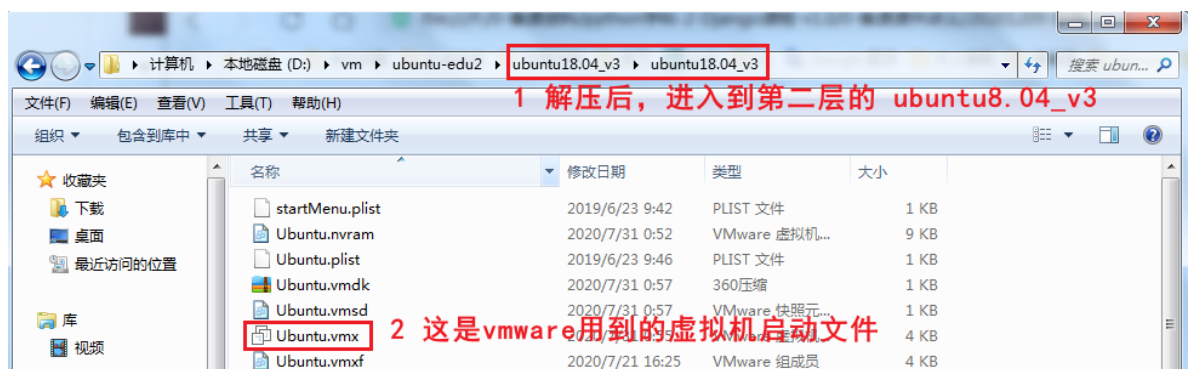 计算机 ▸ 本地磁盘 (D:) ▸ vm ▸ ubuntu-edu2 ▸ ubuntu18.04_v3 ▸ ubuntu18.04_v3
搜索 ubun...
文件(F) 编辑(E) 查看(V) 工具(T) 帮助(H)
1 解压后，进入到第二层的 ubuntu8.04_v3
组织 包含到库中 共享 新建文件夹
名称 修改日期 类型 大小
收藏夹
下载
桌面
最近访问的位置
库
视频
startMenu.plist 2019/6/23 9:42 PLIST 文件 1 KB
Ubuntu.nvram 2020/7/31 0:52 VMware 虚拟机... 9 KB
Ubuntu.plist 2019/6/23 9:46 PLIST 文件 1 KB
Ubuntu.vmdk 2020/7/31 0:57 360压缩 1 KB
Ubuntu.vmsd 2020/7/31 0:57 VMware 快照元... 1 KB
Ubuntu.vmx 4 KB
2 这是vmware用到的虚拟机启动文件
Ubuntu.vmxf 2020/7/21 16:25 VMware 组成员 4 KB